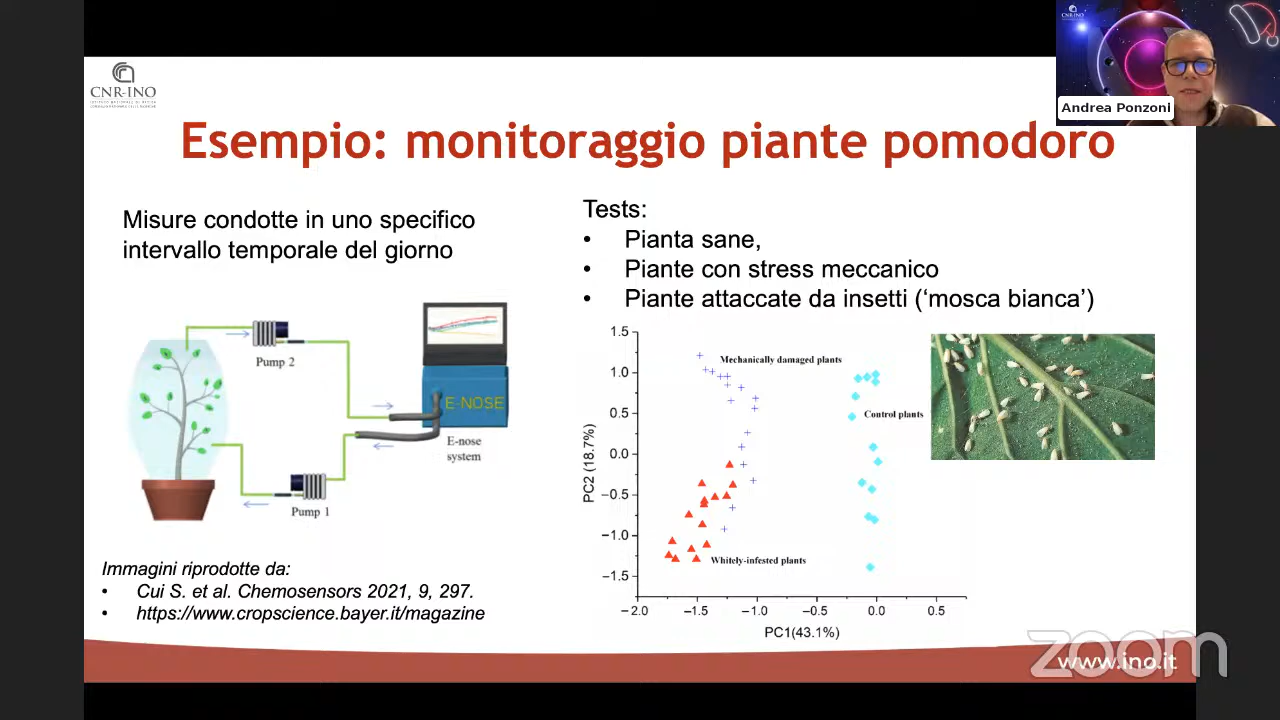 CNR-INO
CNR-INO
Andrea Ponzoni
Esempio: monitoraggio piante pomodoro
Misure condotte in uno specifico
intervallo temporale del giorno
Tests:
• Pianta sane,
• Piante con stress meccanico
• Piante attaccate da insetti (‘mosca bianca’)
Pump 2
E-NOSE
E-nose
system
Pump 1
1.5
1.0
0.5
0.0
−0.5
−1.0
−1.5
PC2 (18.7%)
Mechanically damaged plants
Control plants
Whitely-infested plants
−2.0 −1.5 −1.0 −0.5 0.0 0.5
PC1(43.1%)
Immagini riprodotte da:
• Cui S. et al. Chemosensors 2021, 9, 297.
• https://www.cropscience.bayer.it/magazine
zoom
www.ino.it